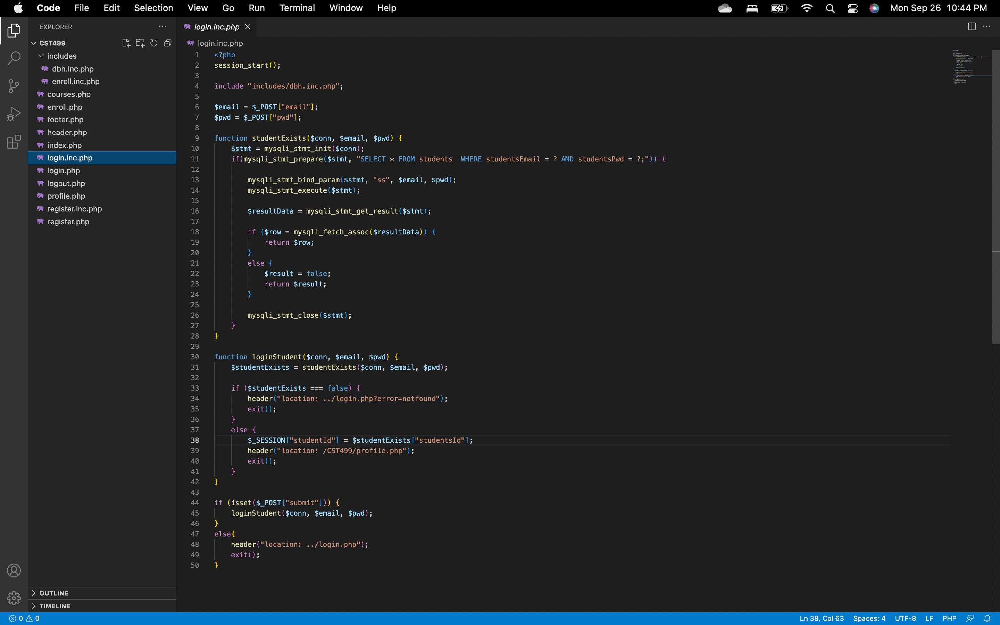 Code File Edit Selection View Go Run Terminal Window Help Mon Sep 26 10:44 PM
EXPLORER
CST499
includes
dbh.inc.php
enroll.inc.php
courses.php
enroll.php
footer.php
header.php
index.php
login.inc.php
login.php
logout.php
profile.php
register.inc.php
register.php
OUTLINE
TIMELINE
login.inc.php
login.inc.php
1 <?php
2 session_start();
3
4 include "includes/dbh.inc.php";
5
6 $email = $_POST["email"];
7 $pwd = $_POST["pwd"];
8
9 function studentExists($conn, $email, $pwd) {
10     $stmt = mysqli_stmt_init($conn);
11     if(mysqli_stmt_prepare($stmt, "SELECT * FROM students  WHERE studentsEmail = ? AND studentsPwd = ?;")) {
12
13         mysqli_stmt_bind_param($stmt, "ss", $email, $pwd);
14         mysqli_stmt_execute($stmt);
15
16         $resultData = mysqli_stmt_get_result($stmt);
17
18         if ($row = mysqli_fetch_assoc($resultData)) {
19             return $row;
20         }
21         else {
22             $result = false;
23             return $result;
24         }
25
26         mysqli_stmt_close($stmt);
27     }
28 }
29
30 function loginStudent($conn, $email, $pwd) {
31     $studentExists = studentExists($conn, $email, $pwd);
32
33     if ($studentExists === false) {
34         header("location: ../login.php?error=notfound");
35         exit();
36     }
37     else {
38         $_SESSION["studentId"] = $studentExists["studentsId"];
39         header("location: /CST499/profile.php");
40         exit();
41     }
42 }
43
44 if (isset($_POST["submit"])) {
45     loginStudent($conn, $email, $pwd);
46 }
47 else{
48     header("location: ../login.php");
49     exit();
50 }
0 0 Ln 38, Col 63 Spaces: 4 UTF-8 LF PHP